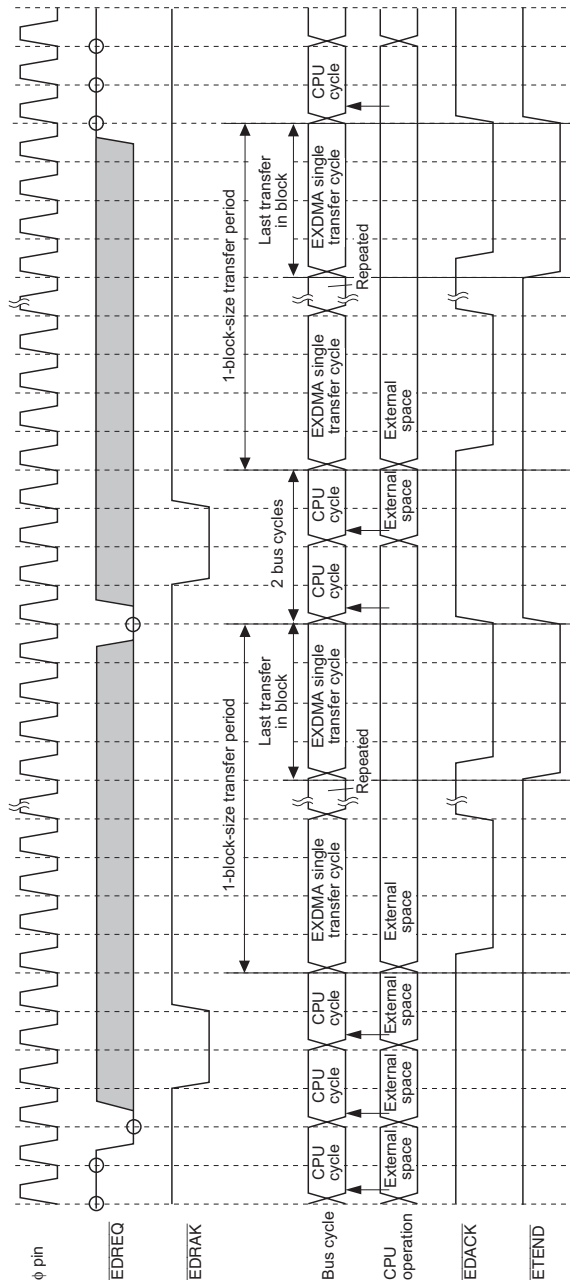 φ pin
EDREQ
EDRAK
1-block-size transfer period
2 bus cycles
1-block-size transfer period
Last transfer
in block
Last transfer
in block
Bus cycle
CPU
cycle
CPU
cycle
CPU
cycle
EXDMA single
transfer cycle
Repeated
EXDMA single
transfer cycle
CPU
cycle
CPU
cycle
EXDMA single
transfer cycle
Repeated
EXDMA single
transfer cycle
CPU
cycle
CPU
operation
External
space
External
space
External
space
External
space
External
space
External
space
EDACK
ETEND